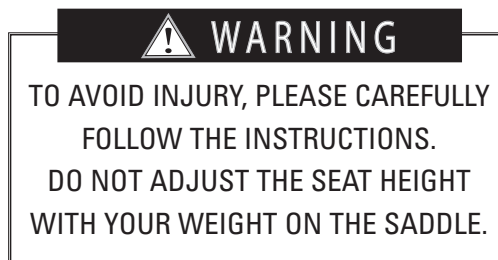 WARNING
TO AVOID INJURY, PLEASE CAREFULLY
FOLLOW THE INSTRUCTIONS.
DO NOT ADJUST THE SEAT HEIGHT
WITH YOUR WEIGHT ON THE SADDLE.